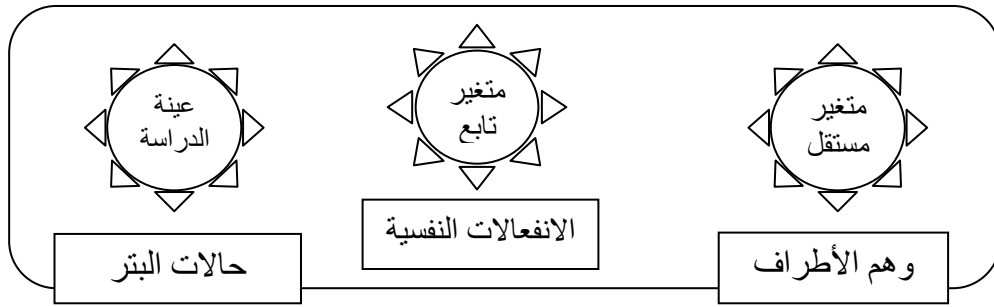 متغير
مستقل
وهم الأطراف
متغير
تابع
الانفعالات النفسية
عينة
الدراسة
حالات البتر